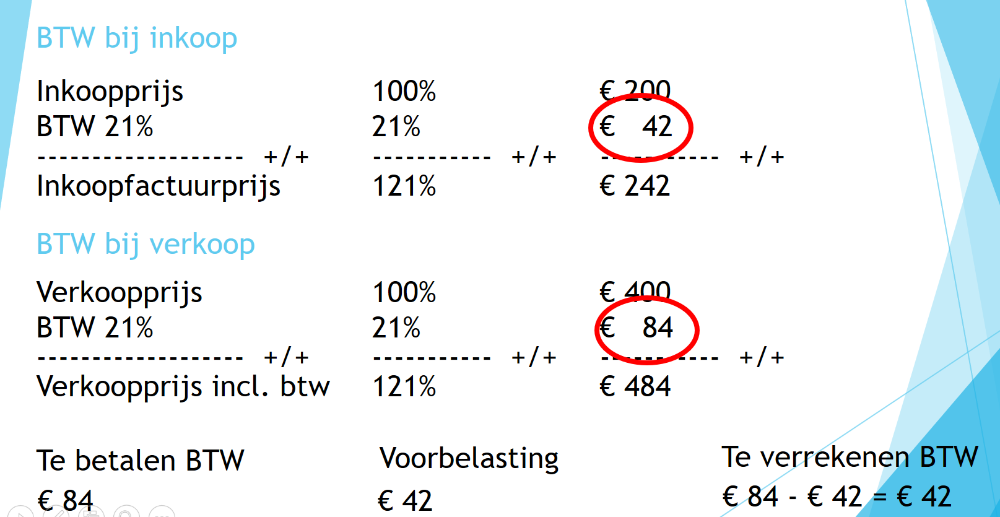 BTW bij inkoop
Inkoopprijs 100% € 200
BTW 21% 21% € 42
------------------- +/+ ----------- +/+ ----------- +/+
Inkoopfactuurprijs 121% € 242
BTW bij verkoop
Verkoopprijs 100% € 400
BTW 21% 21% € 84
------------------- +/+ ----------- +/+ ----------- +/+
Verkoopprijs incl. btw 121% € 484
Te betalen BTW Voorbelasting Te verrekenen BTW
€ 84 € 42 € 84 - € 42 = € 42